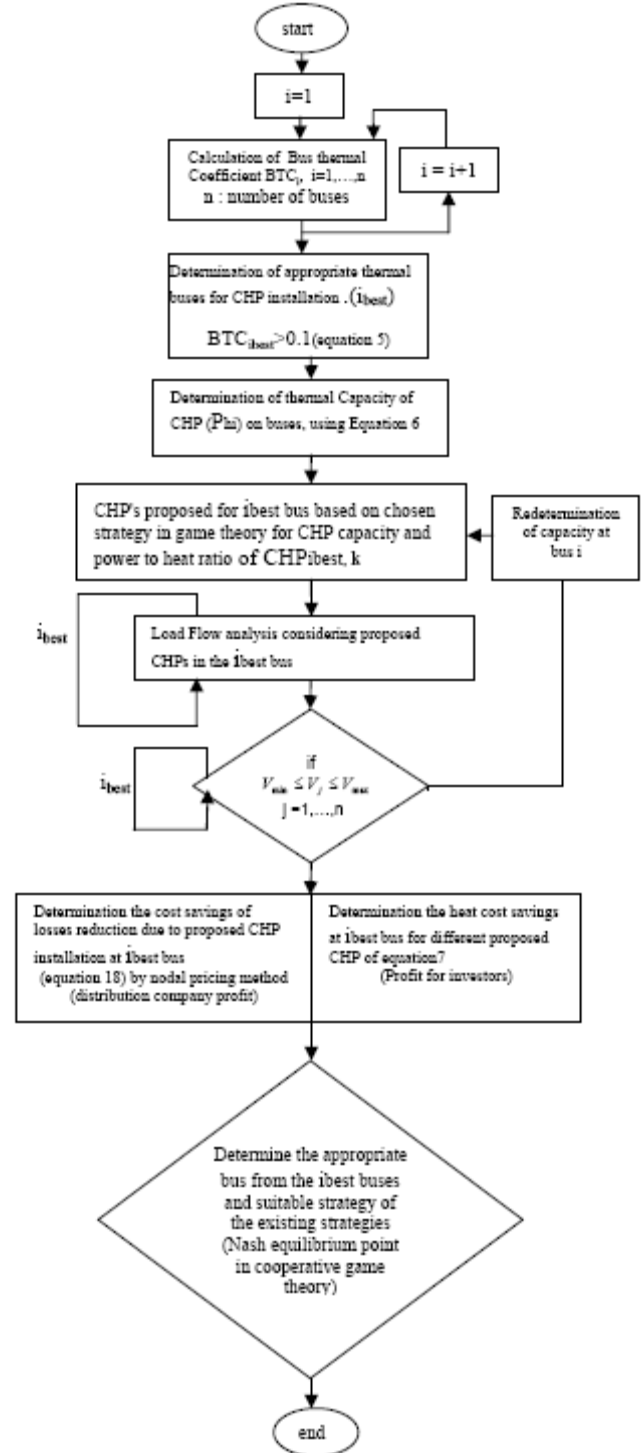 start
i=1
Calculation of Bus thermal
Coefficient BTCi, i=1,...,n
n : number of buses
i = i+1
Determination of appropriate thermal
buses for CHP installation .(ibest)
BTCibest>0.1(equation 5)
Determination of thermal Capacity of
CHP (Phi) on buses, using Equation 6
CHP's proposed for ibest bus based on chosen
strategy in game theory for CHP capacity and
power to heat ratio of CHPibest, k
Redetermination
of capacity at
bus i
ibest
Load Flow analysis considering proposed
CHPs in the ibest bus
ibest
if
Vmin ≤ Vj ≤ Vmax
j =1,...,n
Determination the cost savings of
losses reduction due to proposed CHP
installation at ibest bus
(equation 18) by nodal pricing method
(distribution company profit)
Determination the heat cost savings
at ibest bus for different proposed
CHP of equation7
(Profit for investors)
Determine the appropriate
bus from the ibest buses
and suitable strategy of
the existing strategies
(Nash equilibrium point
in cooperative game
theory)
end